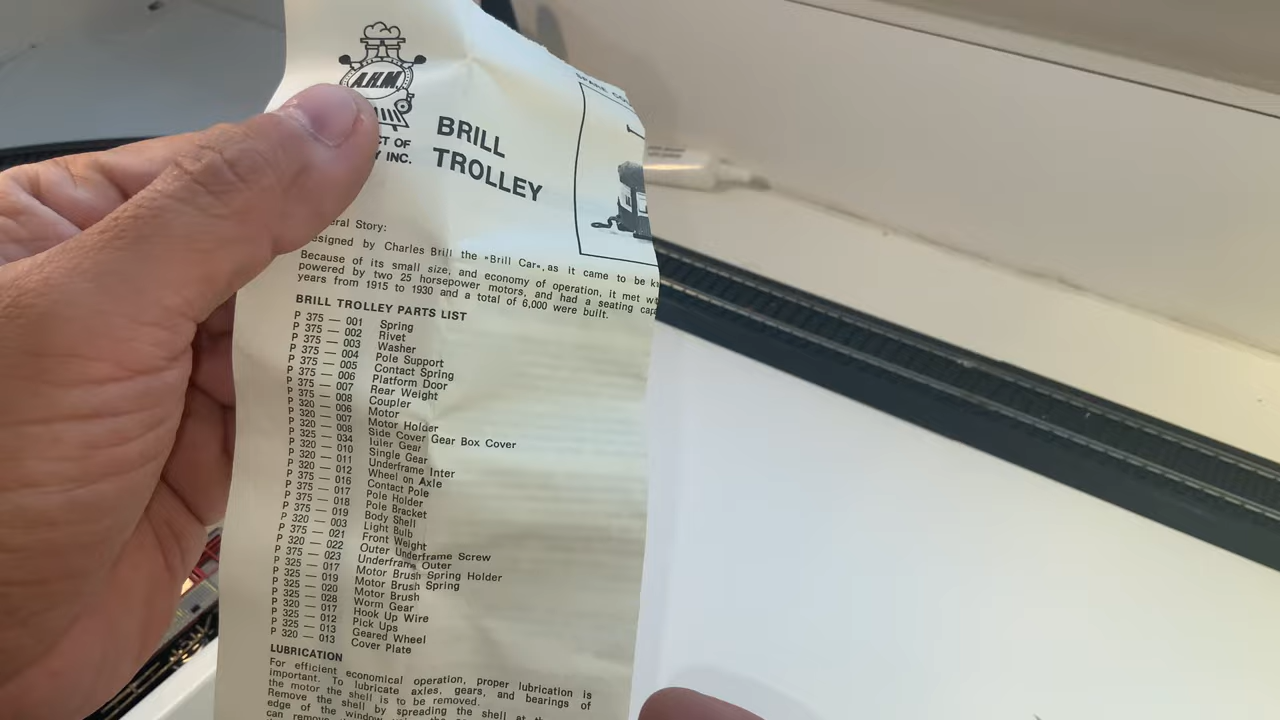 A.H.M.
CT OF
Y INC.
BRILL
TROLLEY
SPARE
eral Story:
esigned by Charles Brill the "Brill Car", as it came to be
Because of its small size, and economy of operation, it met
powered by two 25 horsepower motors, and had a seating
years from 1915 to 1930 and a total of 6,000 were built.
BRILL TROLLEY PARTS LIST
P 375 — 001 Spring
P 375 — 002 Rivet
P 375 — 003 Washer
P 375 — 004 Pole Support
P 375 — 005 Contact Spring
P 375 — 006 Platform Door
P 375 — 007 Rear Weight
P 375 — 008 Coupler
P 320 — 006 Motor
P 320 — 007 Motor Holder
P 320 — 008 Side Cover Gear Box Cover
P 325 — 034 Iuler Gear
P 320 — 010 Single Gear
P 320 — 011 Underframe Inter
P 320 — 012 Wheel on Axle
P 375 — 016 Contact Pole
P 375 — 017 Pole Holder
P 375 — 018 Pole Bracket
P 375 — 019 Body Shell
P 320 — 003 Light Bulb
P 375 — 021 Front Weight
P 320 — 022 Outer Underframe Screw
P 375 — 023 Underframe Outer
P 325 — 017 Motor Brush Spring Holder
P 325 — 019 Motor Brush Spring
P 325 — 020 Motor Brush
P 325 — 028 Worm Gear
P 320 — 017 Hook Up Wire
P 325 — 012 Pick Ups
P 325 — 013 Geared Wheel
P 320 — 013 Cover Plate
LUBRICATION
For efficient economical operation, proper lubrication is
important. To lubricate axles, gears, and bearings of
the motor the shell is to be removed.
Remove the shell by spreading the shell at
edge of the window
can remove